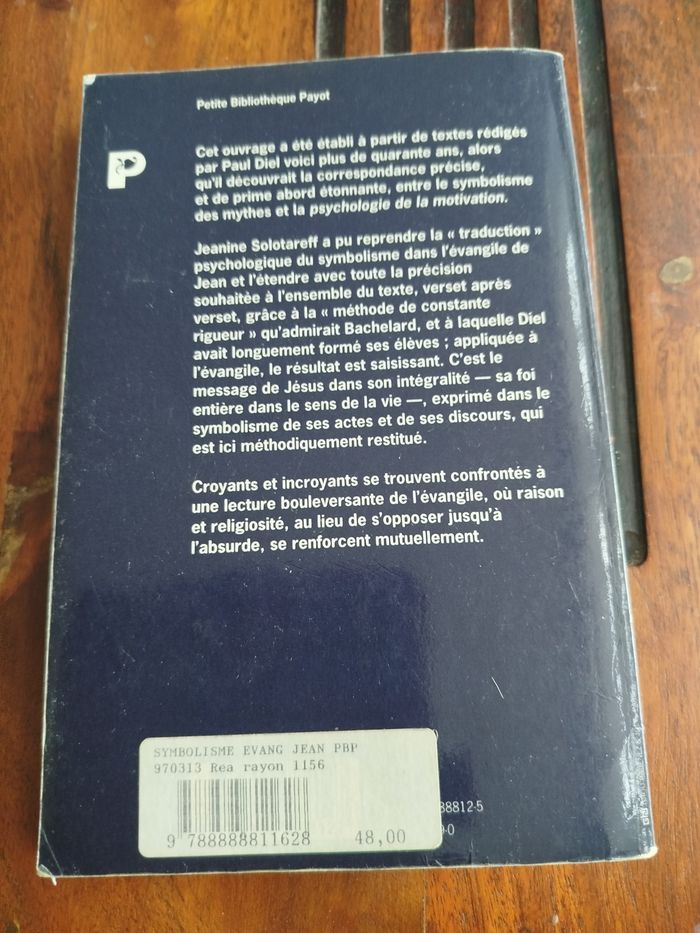 Petite Bibliothèque Payot
P
Cet ouvrage a été établi à partir de textes rédigés
par Paul Diel voici plus de quarante ans, alors
qu'il découvrait la correspondance précise,
et de prime abord étonnante, entre le symbolisme
des mythes et la psychologie de la motivation.
Jeanine Solotareff a pu reprendre la « traduction »
psychologique du symbolisme dans l'évangile de
Jean et l'étendre avec toute la précision
souhaitée à l'ensemble du texte, verset après
verset, grâce à la « méthode de constante
rigueur » qu'admirait Bachelard, et à laquelle Diel
avait longuement formé ses élèves ; appliquée à
l'évangile, le résultat est saisissant. C'est le
message de Jésus dans son intégralité — sa foi
entière dans le sens de la vie —, exprimé dans le
symbolisme de ses actes et de ses discours, qui
est ici méthodiquement restitué.
Croyants et incroyants se trouvent confrontés à
une lecture bouleversante de l'évangile, où raison
et religiosité, au lieu de s'opposer jusqu'à
l'absurde, se renforcent mutuellement.
SYMBOLISME EVANG JEAN PBP
970313 Rea rayon 1156
9 788888811628 48,00
88812-5
9-0